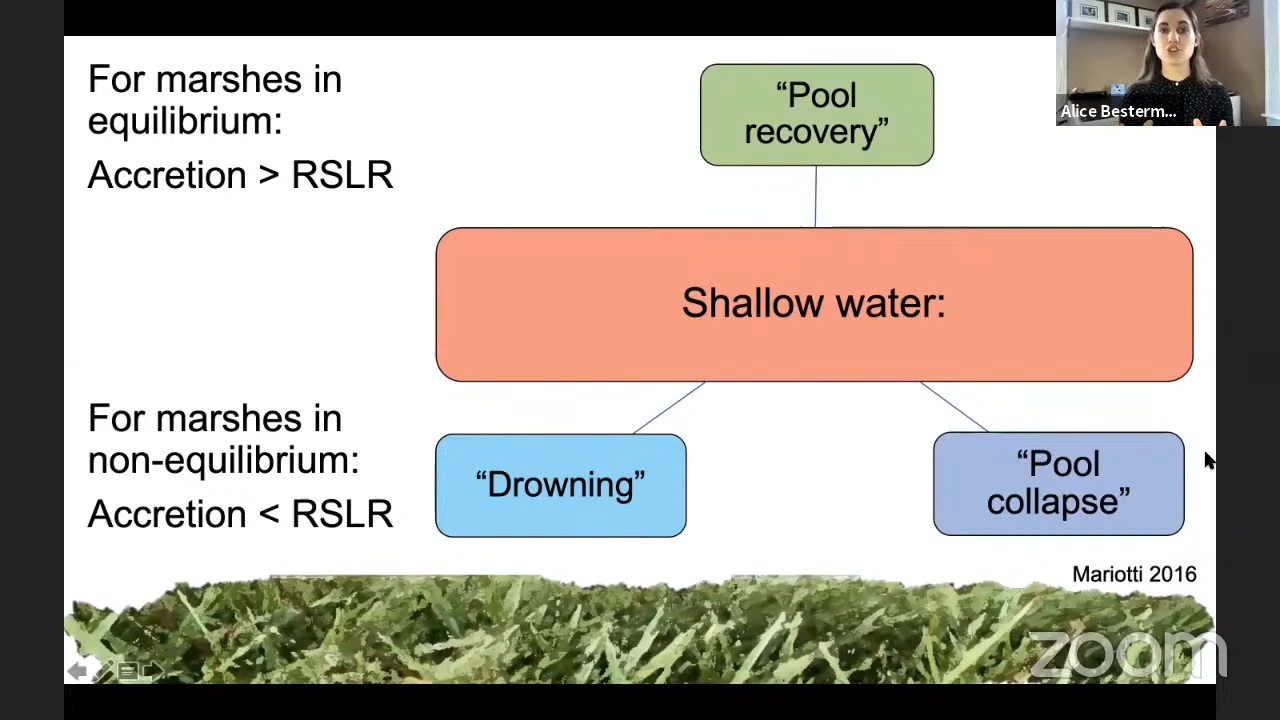 For marshes in
equilibrium:
Accretion > RSLR
“Pool
recovery”
Alice Besterm...
Shallow water:
For marshes in
non-equilibrium:
Accretion < RSLR
“Drowning”
“Pool
collapse”
Mariotti 2016
zoom